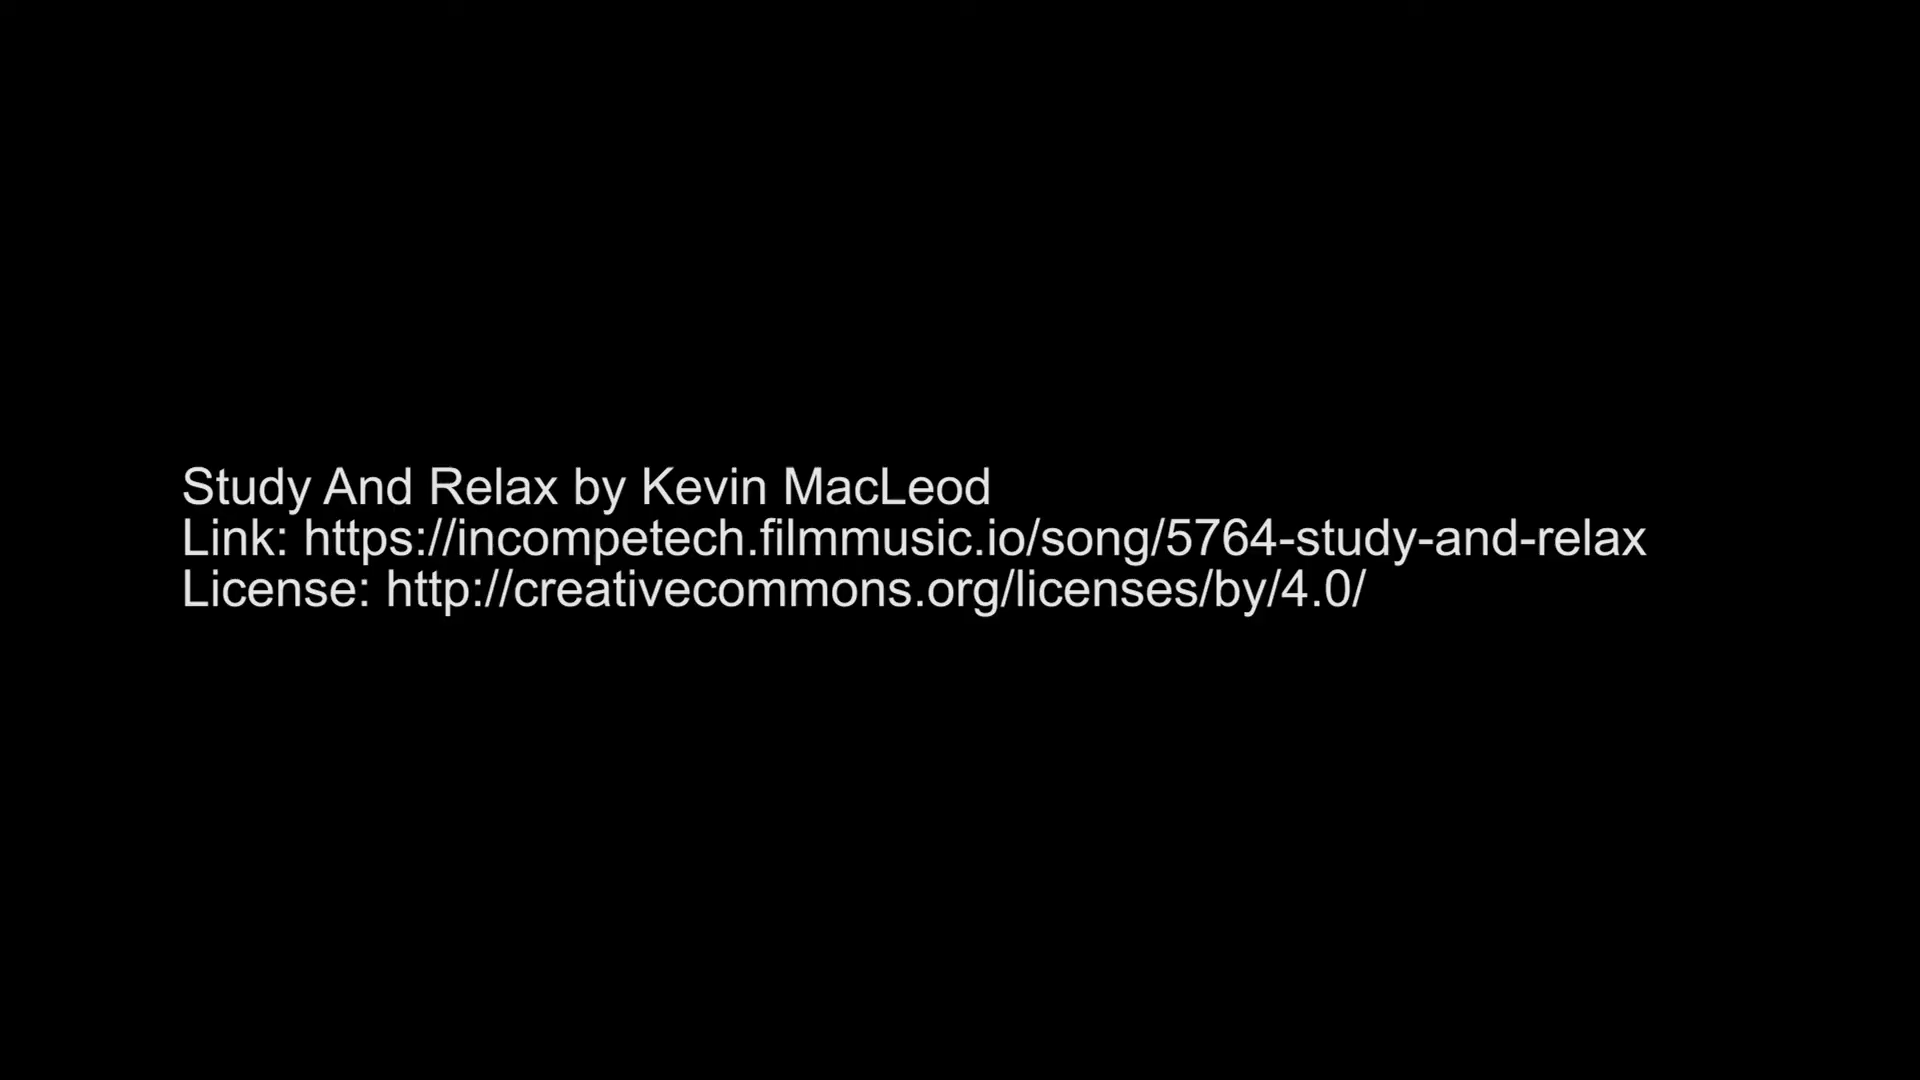 Study And Relax by Kevin MacLeod
Link: https://incompetech.filmmusic.io/song/5764-study-and-relax
License: http://creativecommons.org/licenses/by/4.0/